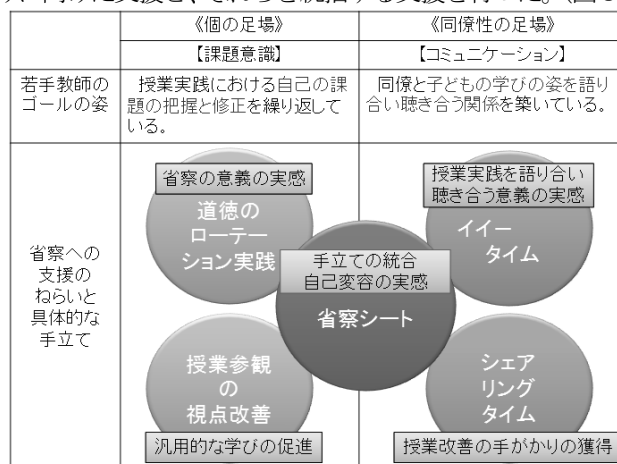 《個の足場》
《同僚性の足場》
【課題意識】
【コミュニケーション】
若手教師の
ゴールの姿
授業実践における自己の課
題の把握と修正を繰り返して
いる。
同僚と子どもの学びの姿を語り
合い聴き合う関係を築いている。
省察への
支援の
ねらいと
具体的な
手立て
省察の意義の実感
道徳の
ローテー
ション実践
授業実践を語り合い
聴き合う意義の実感
イイー
タイム
手立ての統合
自己変容の実感
省察シート
授業参観
の
視点改善
汎用的な学びの促進
シェア
リング
タイム
授業改善の手がかりの獲得